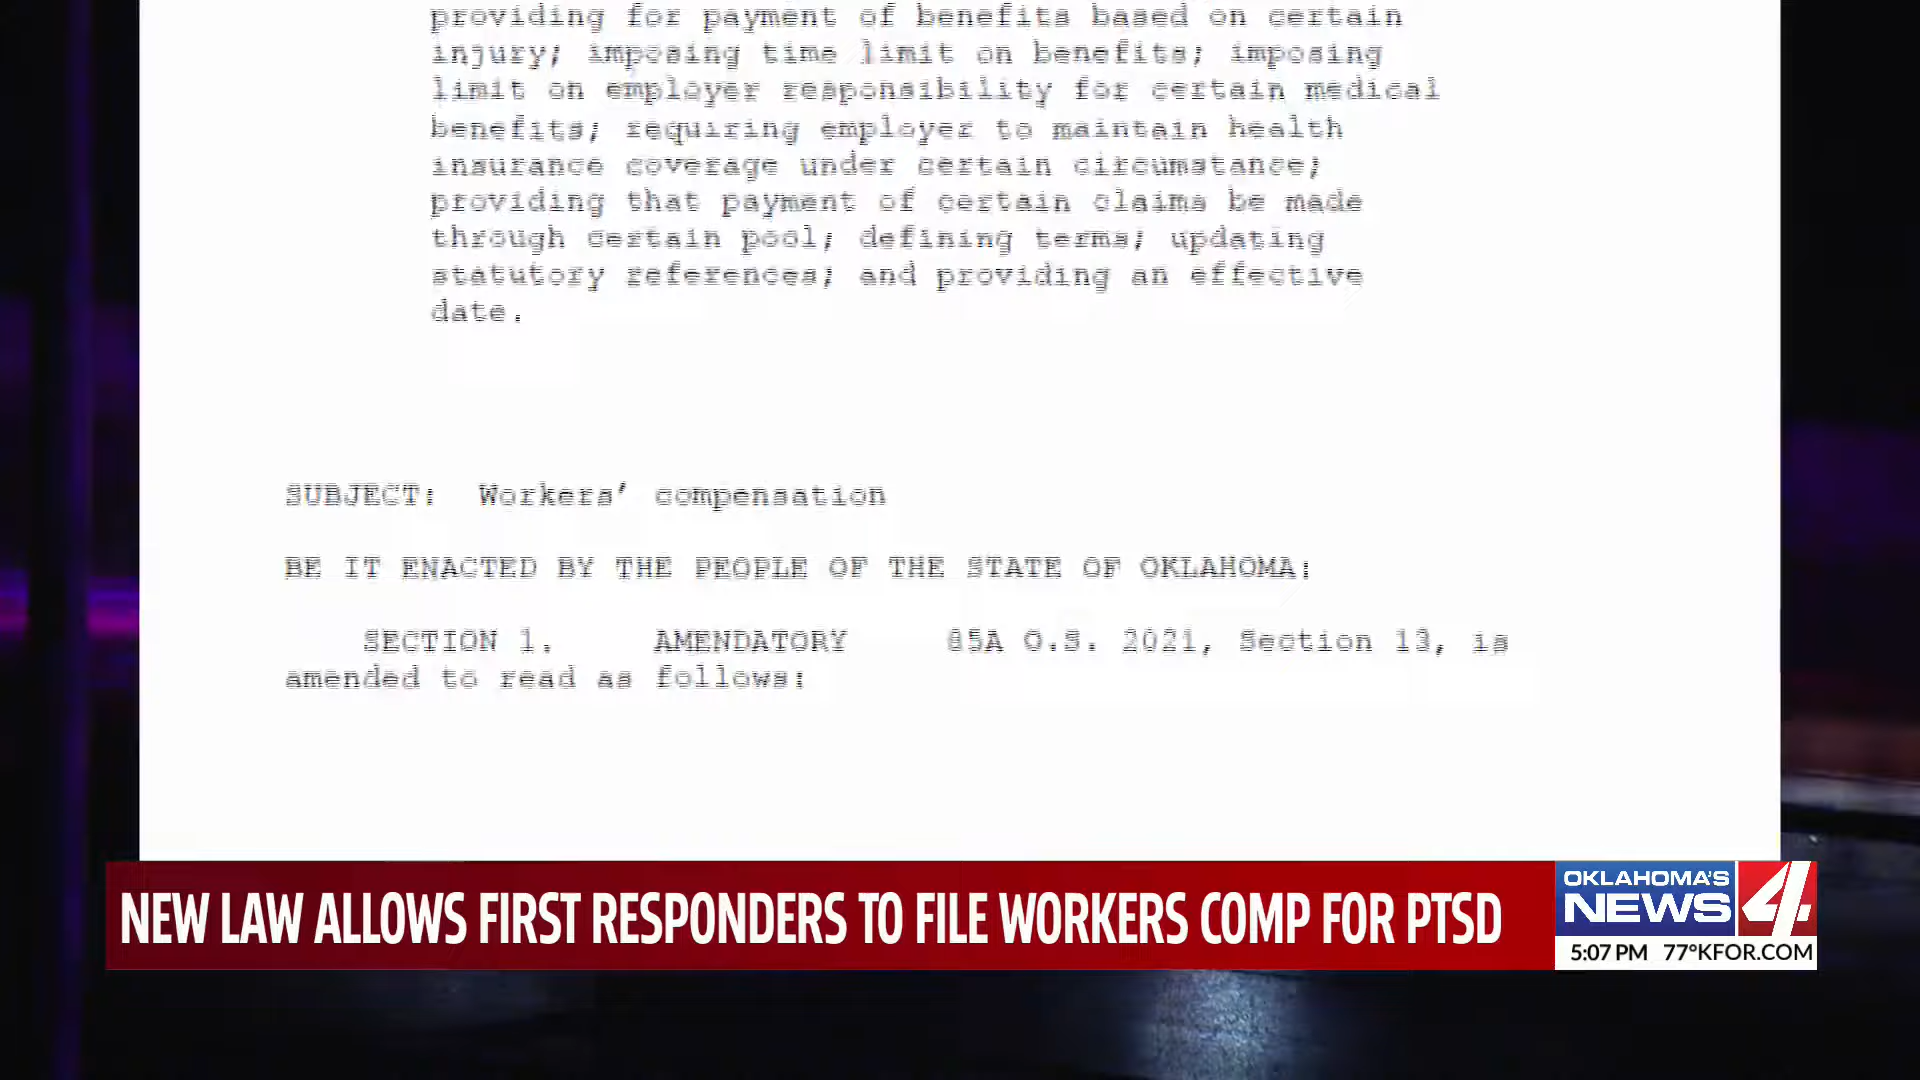 providing for payment of benefits based on certain
injury; imposing time limit on benefits; imposing
limit on employer responsibility for certain medical
benefits; requiring employer to maintain health
insurance coverage under certain circumstance;
providing that payment of certain claims be made
through certain pool; defining terms; updating
statutory references; and providing an effective
date.
SUBJECT: Workers’ compensation
BE IT ENACTED BY THE PEOPLE OF THE STATE OF OKLAHOMA:
SECTION 1. AMENDATORY 85A O.S. 2021, Section 13, is
amended to read as follows:
NEW LAW ALLOWS FIRST RESPONDERS TO FILE WORKERS COMP FOR PTSD
OKLAHOMA'S
NEWS 4
5:07 PM 77° KFOR.COM